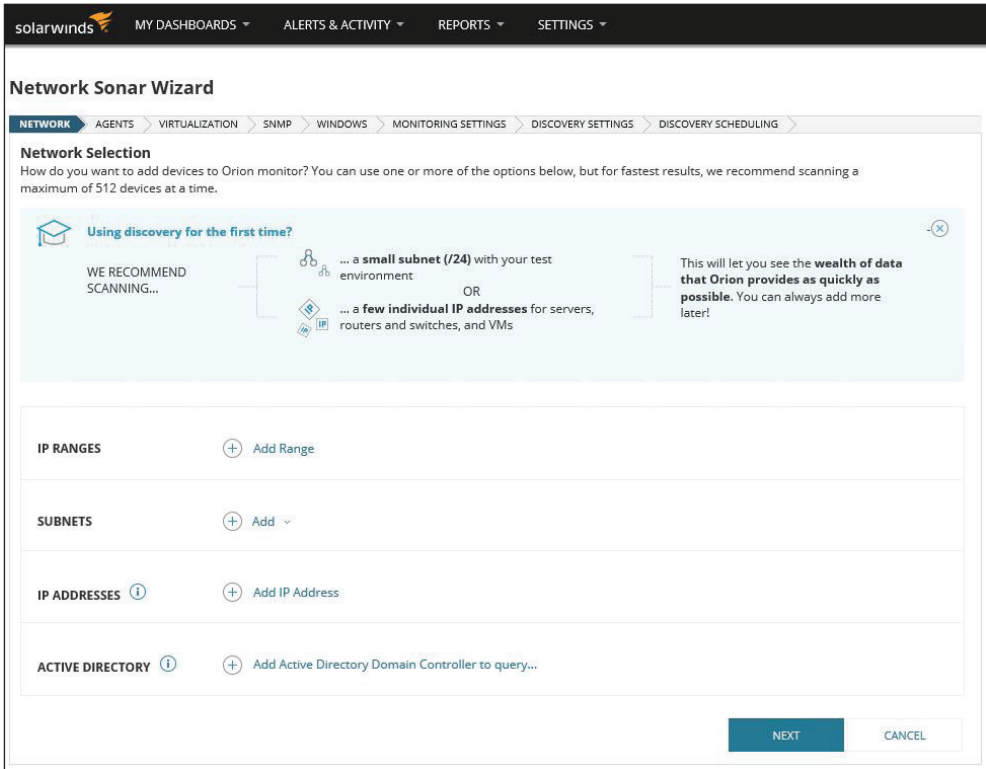 solarwinds MY DASHBOARDS ALERTS & ACTIVITY REPORTS SETTINGS
Network Sonar Wizard
NETWORK AGENTS VIRTUALIZATION SNMP WINDOWS MONITORING SETTINGS DISCOVERY SETTINGS DISCOVERY SCHEDULING
Network Selection
How do you want to add devices to Orion monitor? You can use one or more of the options below, but for fastest results, we recommend scanning a
maximum of 512 devices at a time.
Using discovery for the first time?
WE RECOMMEND
SCANNING...
... a small subnet (/24) with your test
environment
OR
... a few individual IP addresses for servers,
routers and switches, and VMs
IP
IP
IP
This will let you see the wealth of data
that Orion provides as quickly as
possible. You can always add more
later!
IP RANGES Add Range
SUBNETS Add
IP ADDRESSES Add IP Address
ACTIVE DIRECTORY Add Active Directory Domain Controller to query...
NEXT CANCEL